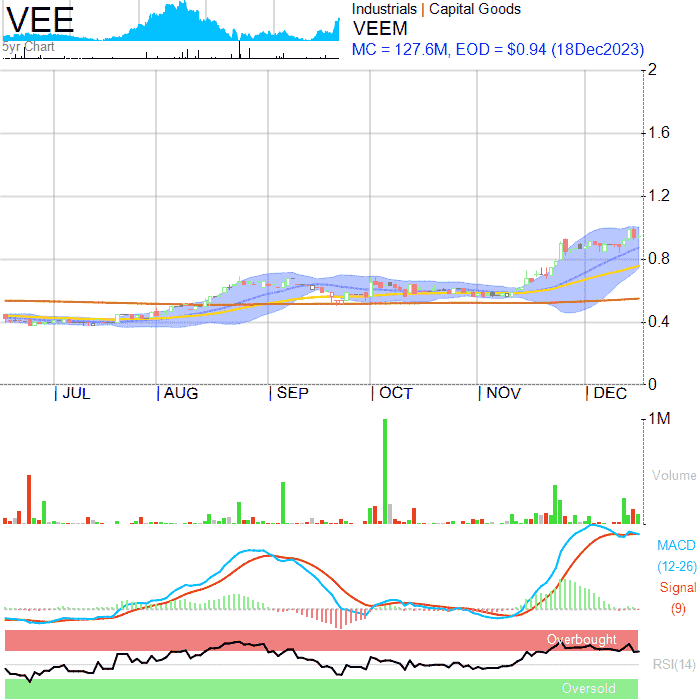 VEE
5yr Chart
Industrials | Capital Goods
VEEM
MC = 127.6M, EOD = $0.94 (18Dec2023)
2
1.6
1.2
0.8
0.4
0
| JUL | AUG | SEP | OCT | NOV | DEC
1M
Volume
MACD
(12-26)
Signal
(9)
Overbought
RSI(14)
Oversold